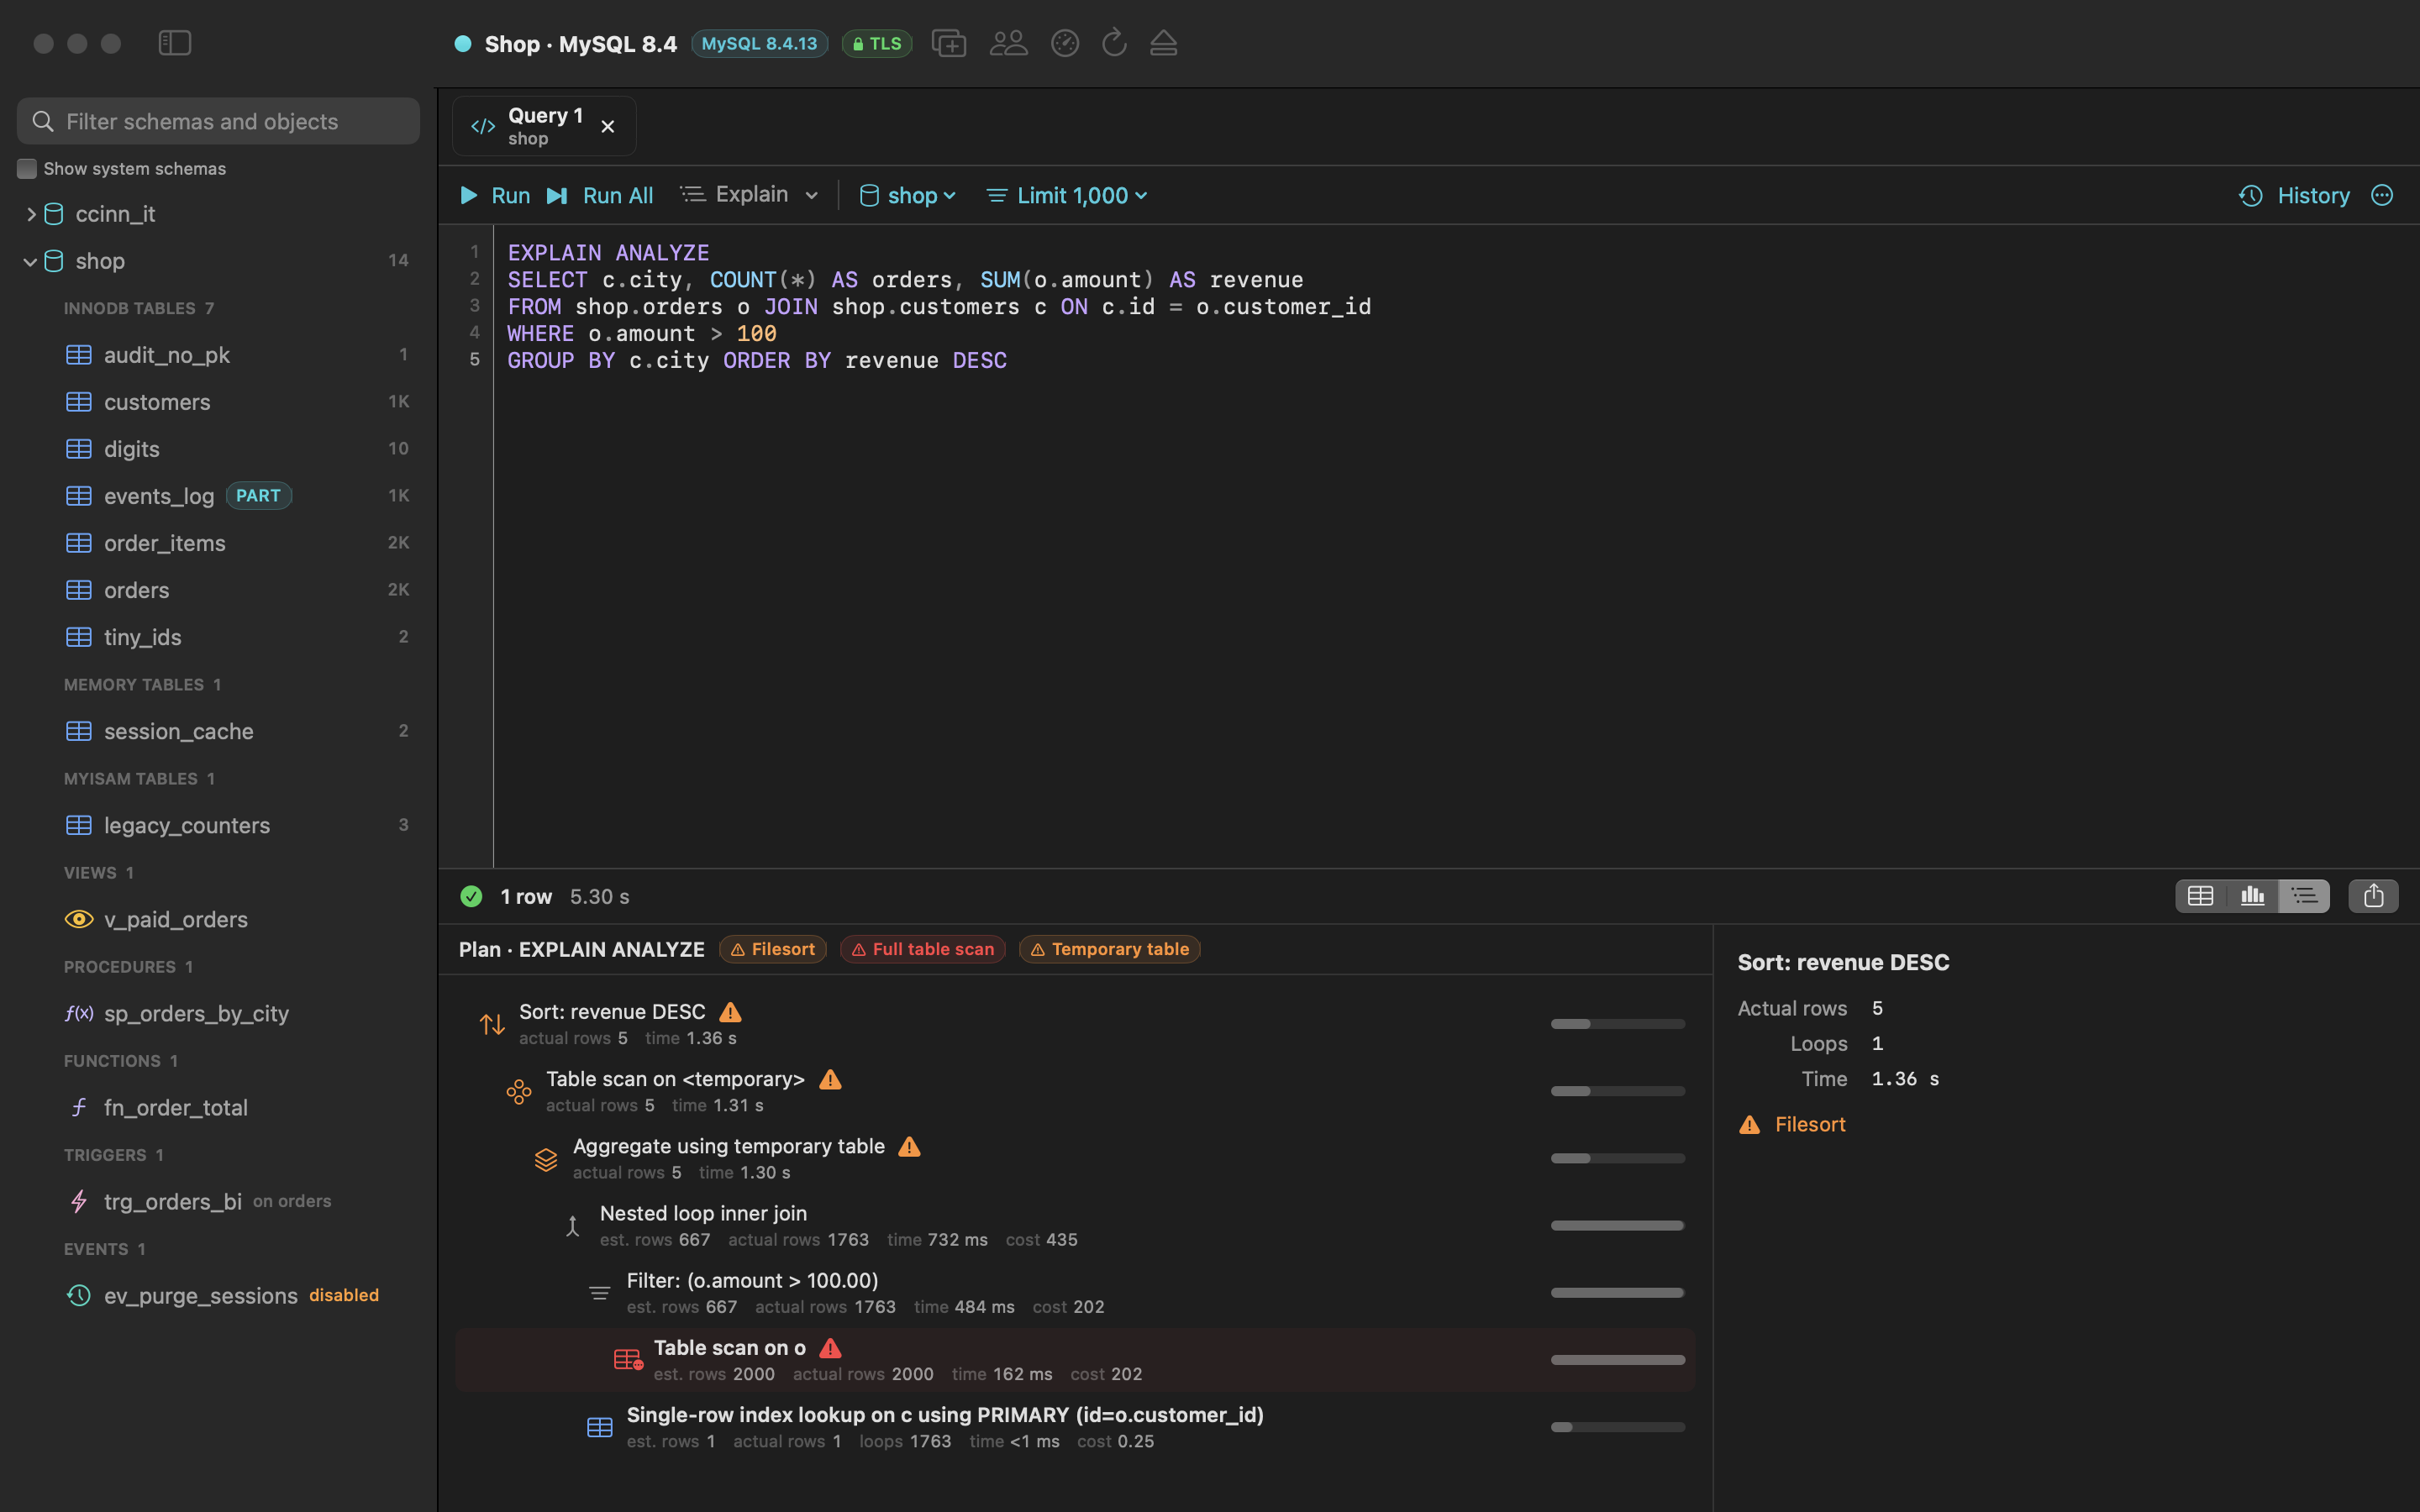 Shop · MySQL 8.4
MySQL 8.4.13
TLS
Filter schemas and objects
Show system schemas
ccinn_it
shop 14
INNODB TABLES 7
audit_no_pk 1
customers 1K
digits 10
events_log PART 1K
order_items 2K
orders 2K
tiny_ids 2
MEMORY TABLES 1
session_cache 2
MYISAM TABLES 1
legacy_counters 3
VIEWS 1
v_paid_orders
PROCEDURES 1
f(x) sp_orders_by_city
FUNCTIONS 1
f fn_order_total
TRIGGERS 1
trg_orders_bi on orders
EVENTS 1
ev_purge_sessions disabled
</> Query 1
shop
Run Run All Explain shop Limit 1,000 History
1 EXPLAIN ANALYZE
2 SELECT c.city, COUNT(*) AS orders, SUM(o.amount) AS revenue
3 FROM shop.orders o JOIN shop.customers c ON c.id = o.customer_id
4 WHERE o.amount > 100
5 GROUP BY c.city ORDER BY revenue DESC
1 row 5.30 s
Plan · EXPLAIN ANALYZE Filesort Full table scan Temporary table
Sort: revenue DESC
actual rows 5 time 1.36 s
Table scan on <temporary>
actual rows 5 time 1.31 s
Aggregate using temporary table
actual rows 5 time 1.30 s
Nested loop inner join
est. rows 667 actual rows 1763 time 732 ms cost 435
Filter: (o.amount > 100.00)
est. rows 667 actual rows 1763 time 484 ms cost 202
Table scan on o
est. rows 2000 actual rows 2000 time 162 ms cost 202
Single-row index lookup on c using PRIMARY (id=o.customer_id)
est. rows 1 actual rows 1 loops 1763 time <1 ms cost 0.25
Sort: revenue DESC
Actual rows 5
Loops 1
Time 1.36 s
Filesort